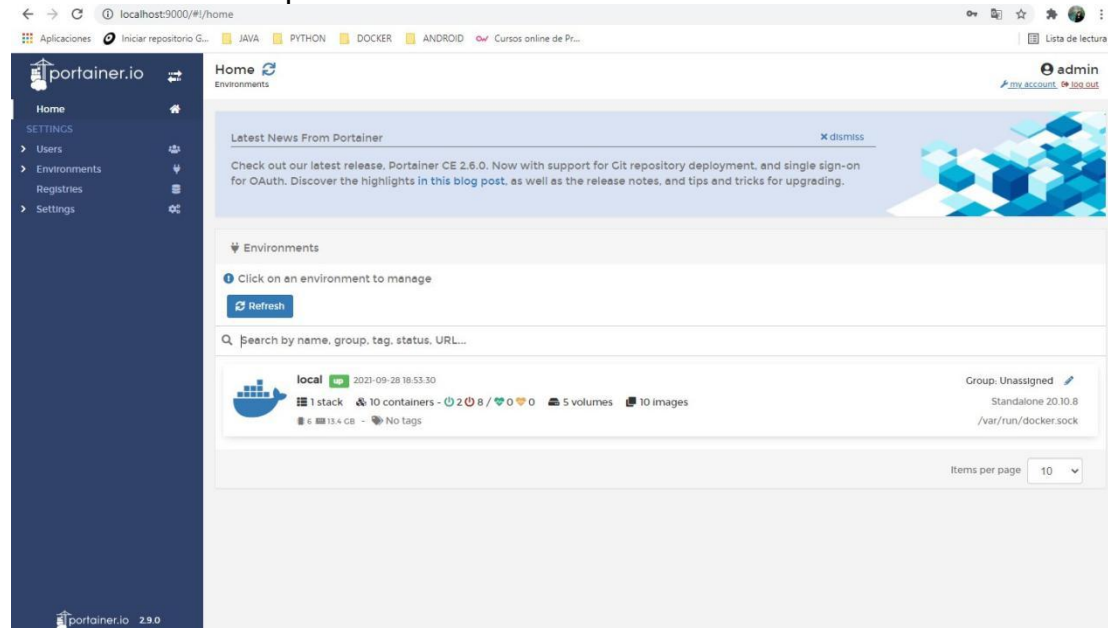 localhost:9000/#!/home
Aplicaciones Iniciar repositorio G... JAVA PYTHON DOCKER ANDROID Cursos online de Pr... Lista de lectura
portainer.io
Home
Environments
admin
my account log out
Home
SETTINGS
Users
Environments
Registries
Settings
Latest News From Portainer
dismiss
Check out our latest release, Portainer CE 2.6.0. Now with support for Git repository deployment, and single sign-on
for OAuth. Discover the highlights in this blog post, as well as the release notes, and tips and tricks for upgrading.
Environments
Click on an environment to manage
Refresh
Search by name, group, tag, status, URL...
local up 2021-09-28 18:53:30
Group: Unassigned
1 stack 10 containers - 2 8 / 0 0 5 volumes 10 images
Standalone 20.10.8
6 13.4 GB - No tags
/var/run/docker.sock
Items per page 10
portainer.io 2.9.0